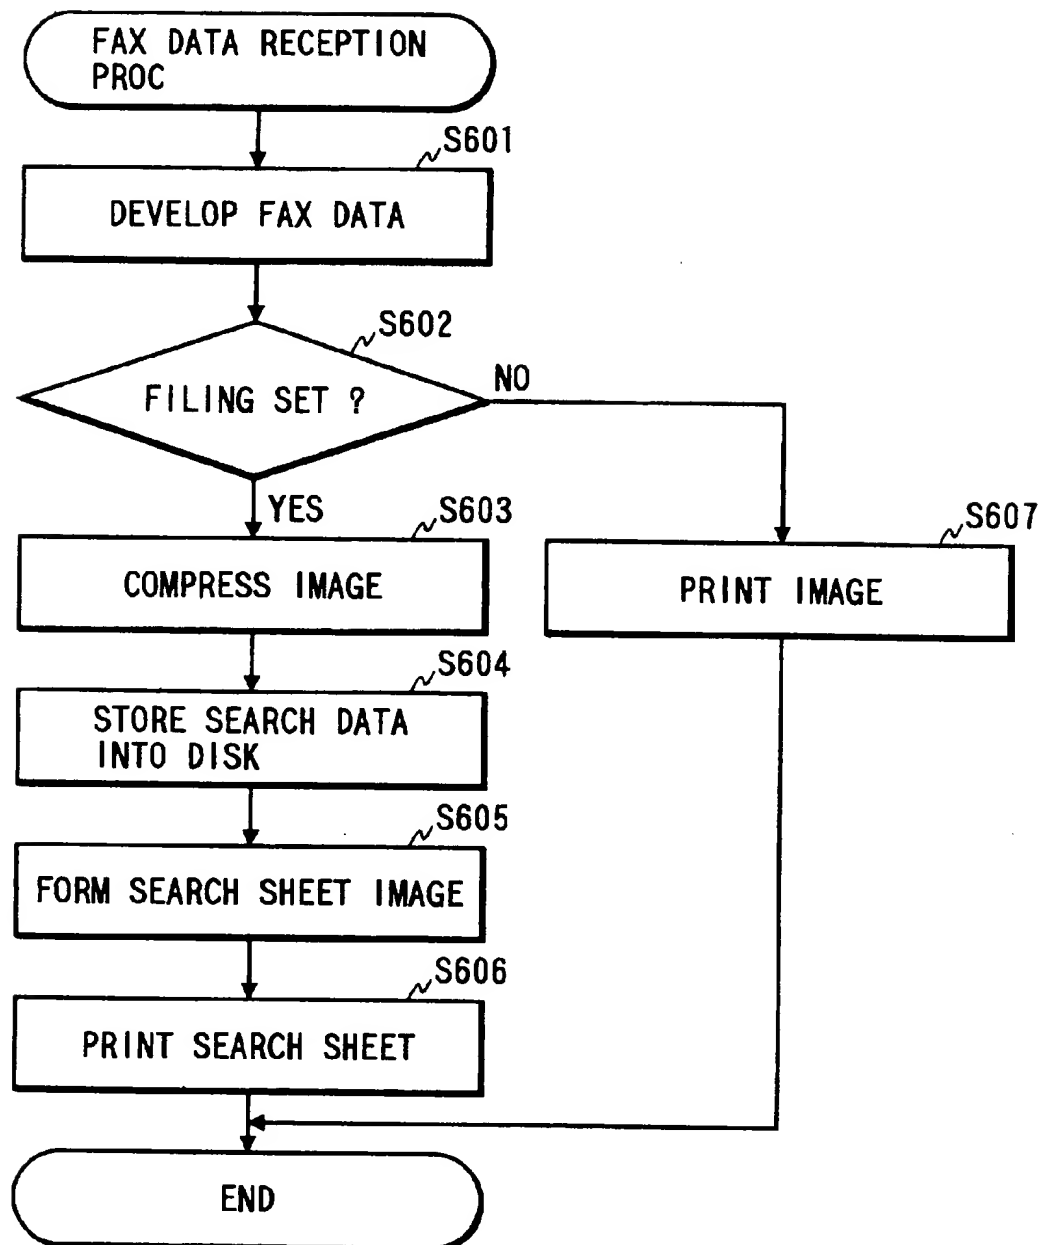 FAX DATA RECEPTION
PROC
S601
DEVELOP FAX DATA
S602
FILING SET ?
NO
YES
S603
COMPRESS IMAGE
S607
PRINT IMAGE
S604
STORE SEARCH DATA
INTO DISK
S605
FORM SEARCH SHEET IMAGE
S606
PRINT SEARCH SHEET
END